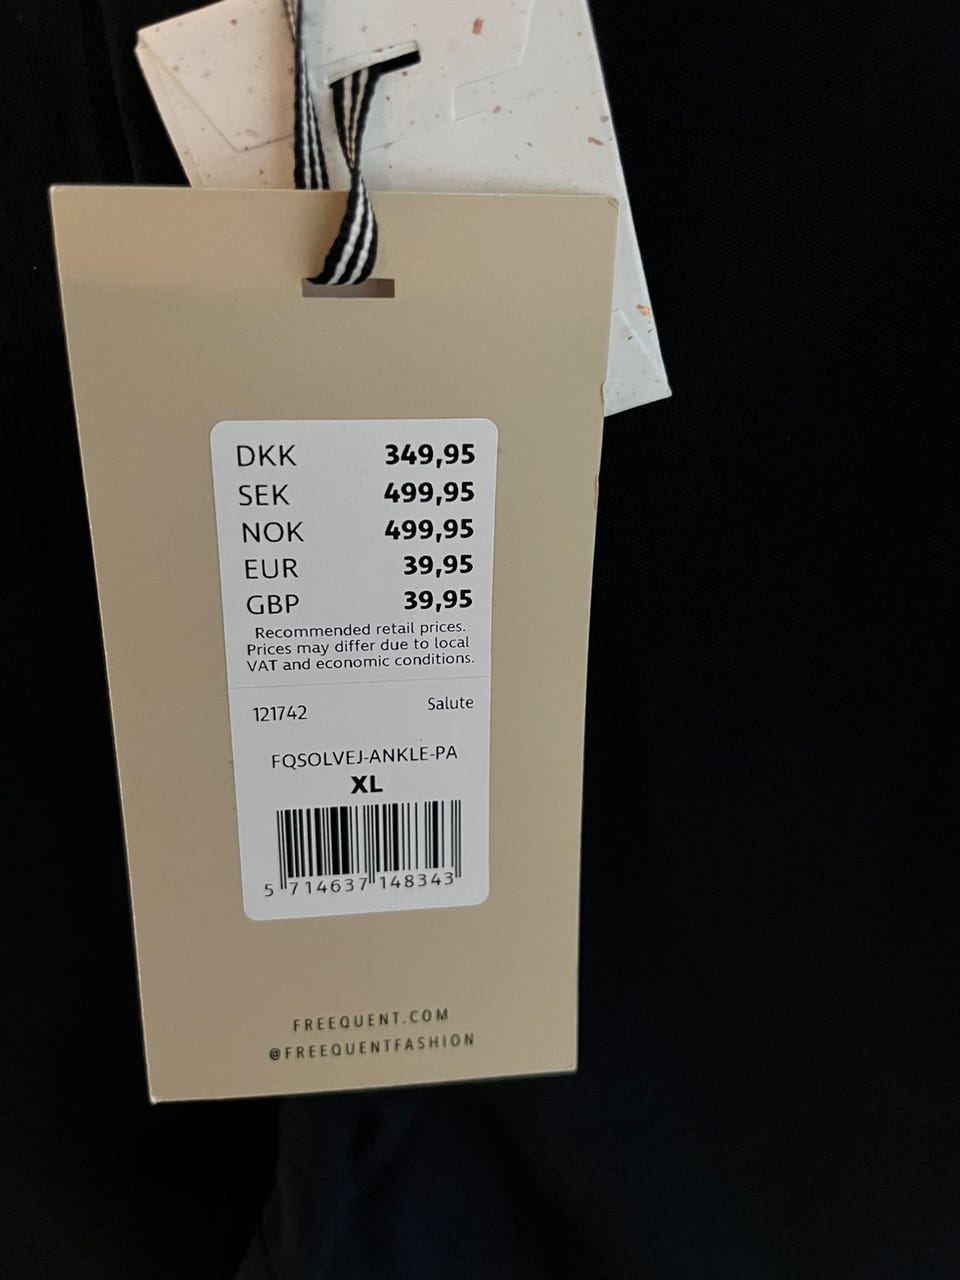 DKK 349,95
SEK 499,95
NOK 499,95
EUR 39,95
GBP 39,95
Recommended retail prices.
Prices may differ due to local
VAT and economic conditions.
121742 Salute
FQSOLVEJ-ANKLE-PA
XL
5 714637 148343
FREEQUENT.COM
@FREEQUENTFASHION